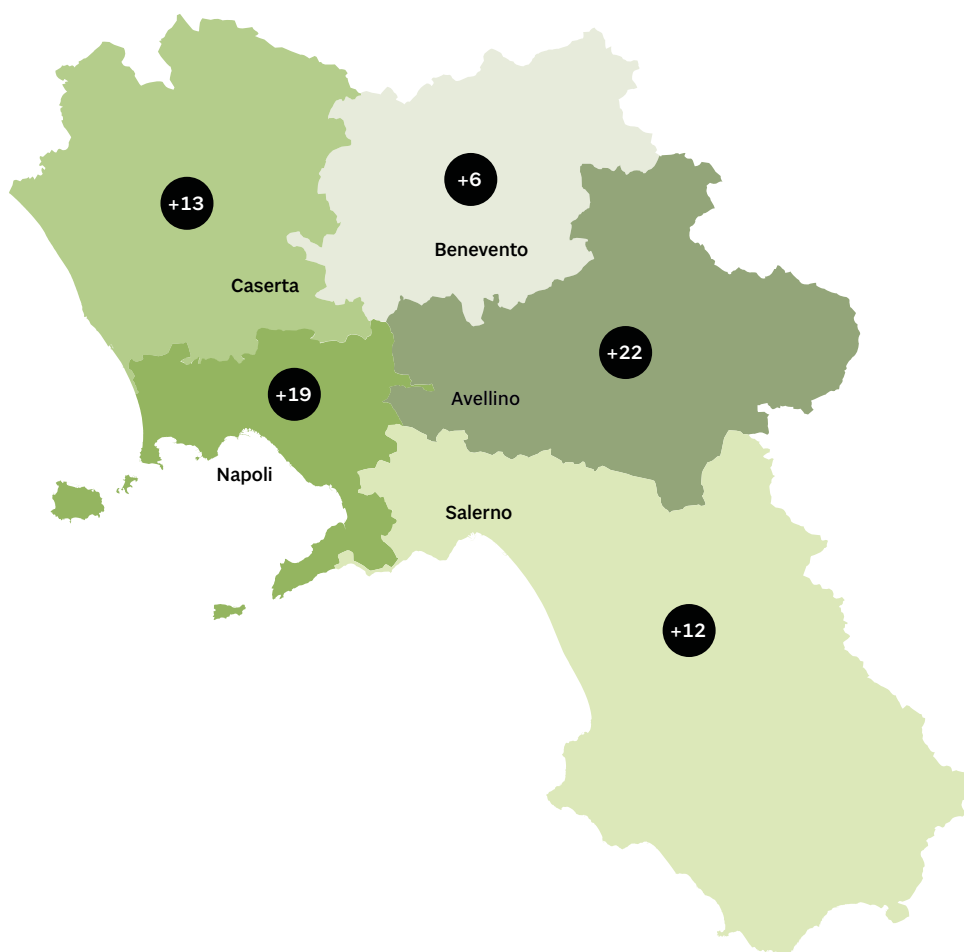 +6
+13
Benevento
Caserta
+22
+19
Avellino
Napoli
Salerno
+12